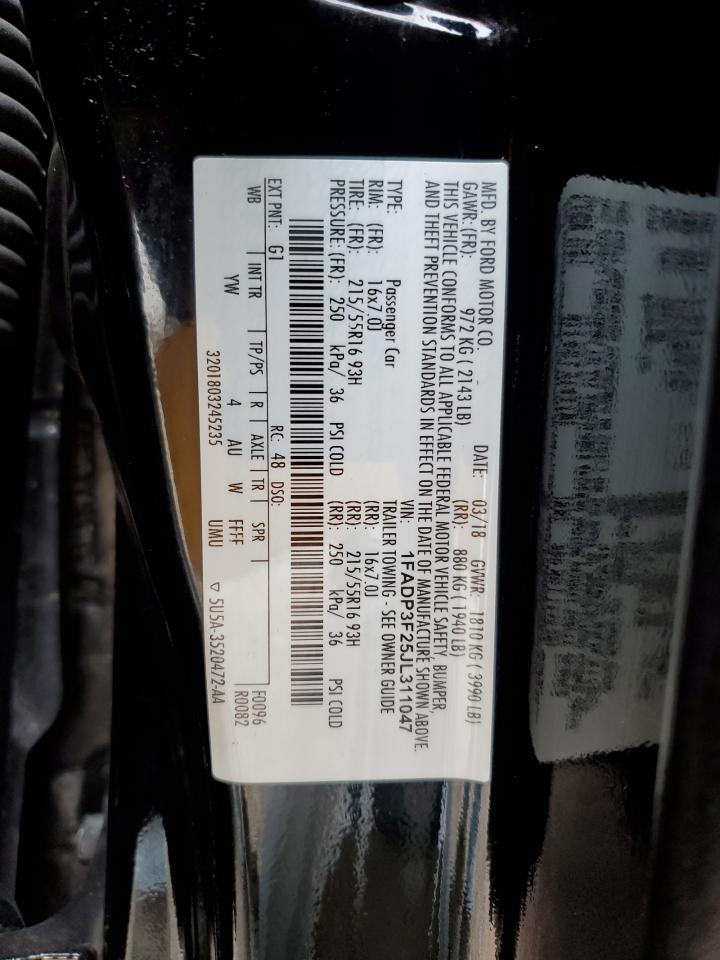 MFD. BY FORD MOTOR CO.
DATE: 03/18 GVWR: 1810 KG ( 3990 LB)
GAWR: (FR): 972 KG ( 2143 LB) (RR): 880 KG ( 1940 LB)
THIS VEHICLE CONFORMS TO ALL APPLICABLE FEDERAL MOTOR VEHICLE SAFETY, BUMPER,
AND THEFT PREVENTION STANDARDS IN EFFECT ON THE DATE OF MANUFACTURE SHOWN ABOVE.
VIN: 1FADP3F25JL311047
TYPE: Passenger Car TRAILER TOWING - SEE OWNER GUIDE
RIM: (FR): 16x7.0J (RR): 16x7.0J
TIRE: (FR): 215/55R16 93H (RR): 215/55R16 93H
PRESSURE: (FR): 250 kPa/ 36 PSI COLD (RR): 250 kPa/ 36 PSI COLD
EXT PNT: G1 RC: 48 DSO: F0096
WB INT TR TP/PS R AXLE TR SPR R0082
YW 4 AU W FFFF
3201803245235 UMU ▽ 5U5A-3520472-AA